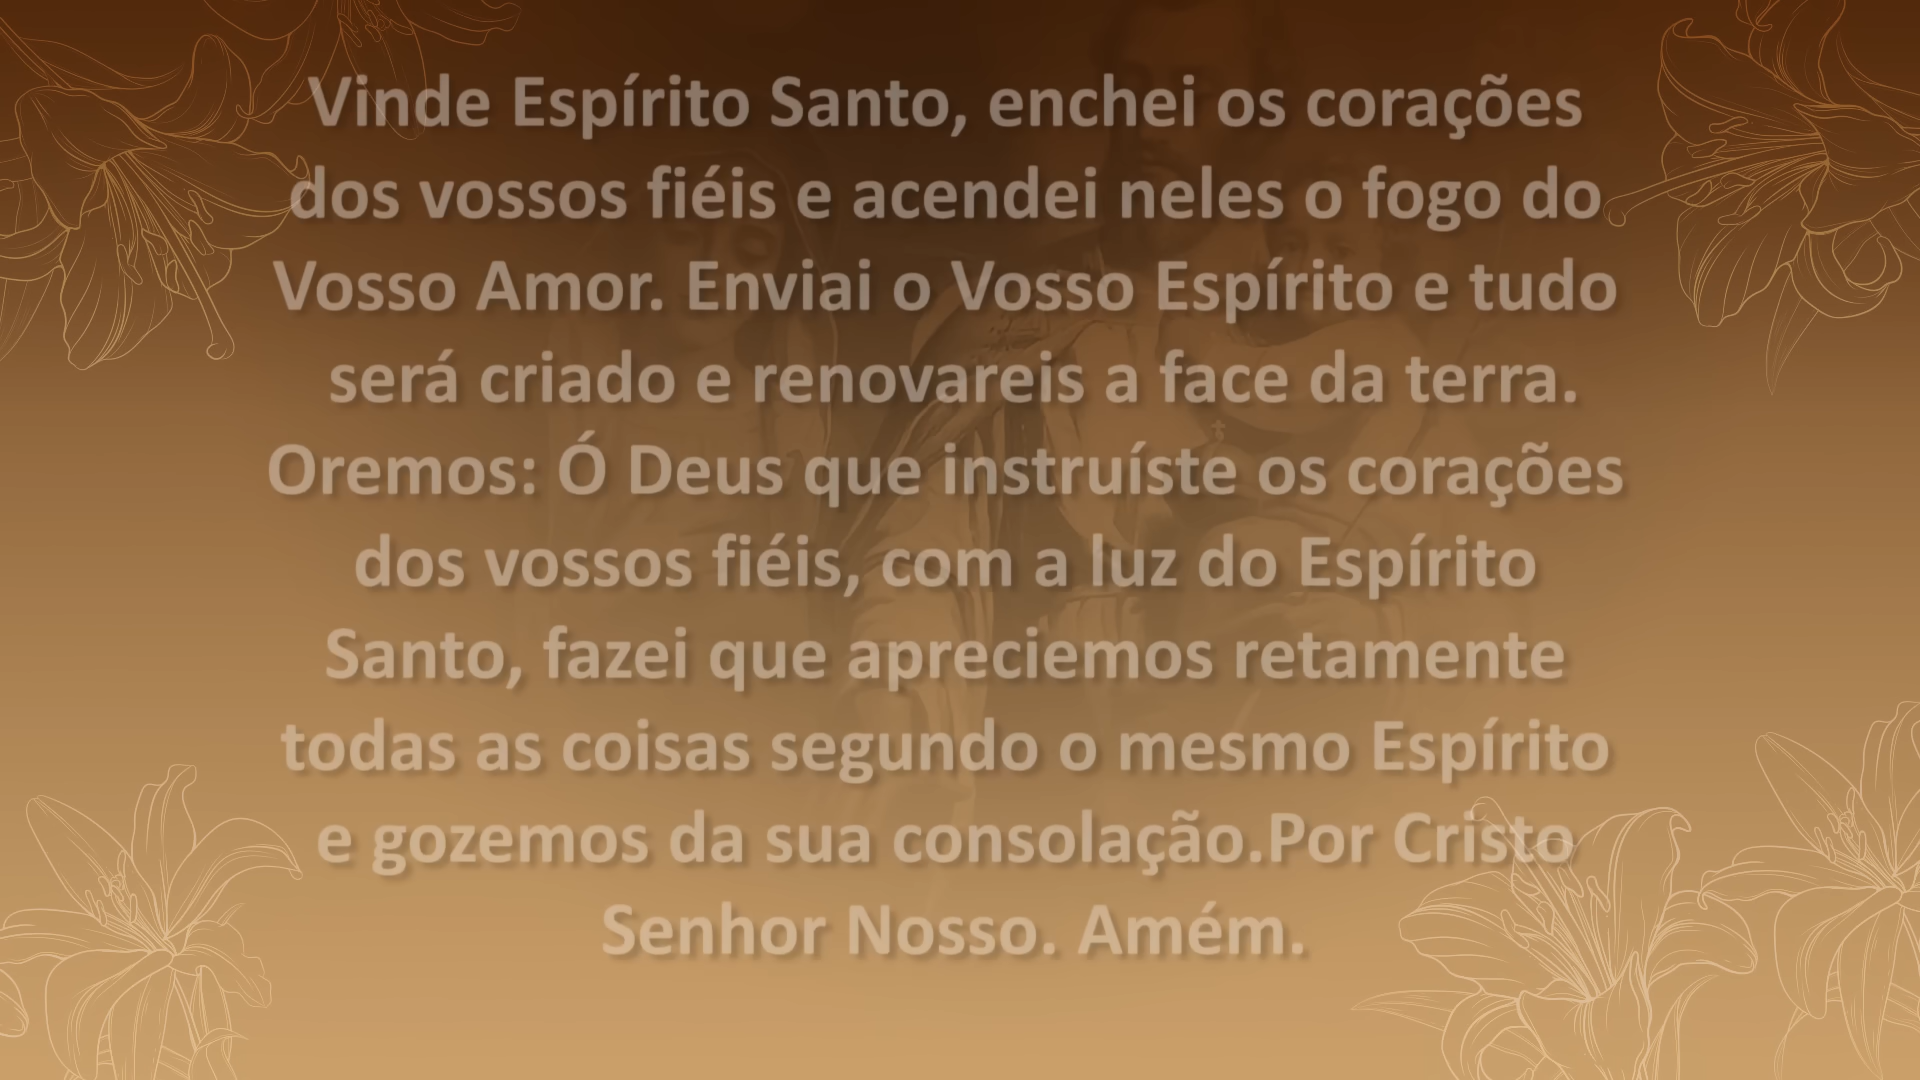 Vinde Espírito Santo, enchei os corações
dos vossos fiéis e acendei neles o fogo do
Vosso Amor. Enviai o Vosso Espírito e tudo
será criado e renovareis a face da terra.
Oremos: Ó Deus que instruíste os corações
dos vossos fiéis, com a luz do Espírito
Santo, fazei que apreciemos retamente
todas as coisas segundo o mesmo Espírito
e gozemos da sua consolação.Por Cristo
Senhor Nosso. Amém.